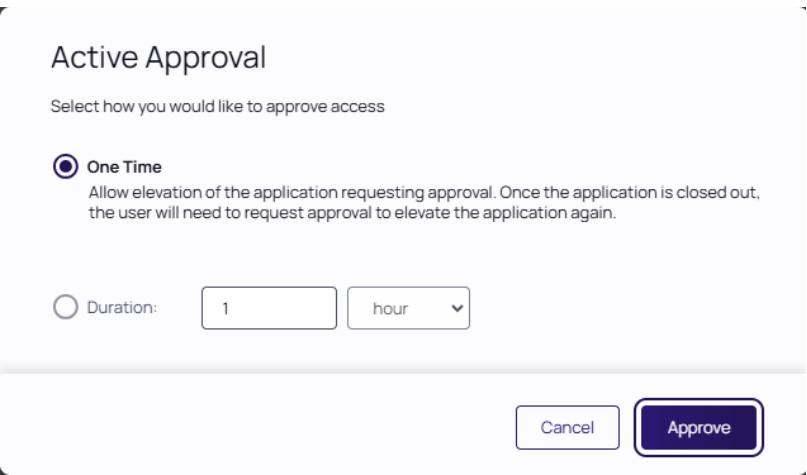 Active Approval
Select how you would like to approve access
One Time
Allow elevation of the application requesting approval. Once the application is closed out,
the user will need to request approval to elevate the application again.
Duration: 1 hour
Cancel Approve